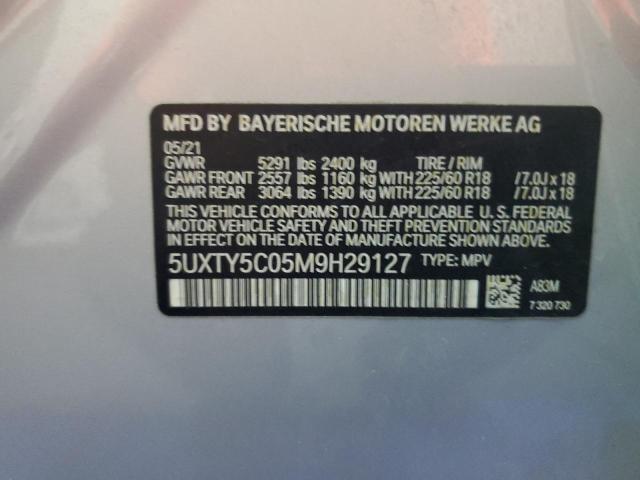 MFD BY BAYERISCHE MOTOREN WERKE AG
05/21
GVWR 5291 lbs 2400 kg TIRE / RIM
GAWR FRONT 2557 lbs 1160 kg WITH 225/60 R18 /7.0J x 18
GAWR REAR 3064 lbs 1390 kg WITH 225/60 R18 /7.0J x 18
THIS VEHICLE CONFORMS TO ALL APPLICABLE U. S. FEDERAL
MOTOR VEHICLE SAFETY, BUMPER, AND THEFT PREVENTION
STANDARDS IN EFFECT ON THE DATE OF MANUFACTURE SHOWN ABOVE.
5UXTY5C05M9H29127 TYPE: MPV
A83M
7 320 730